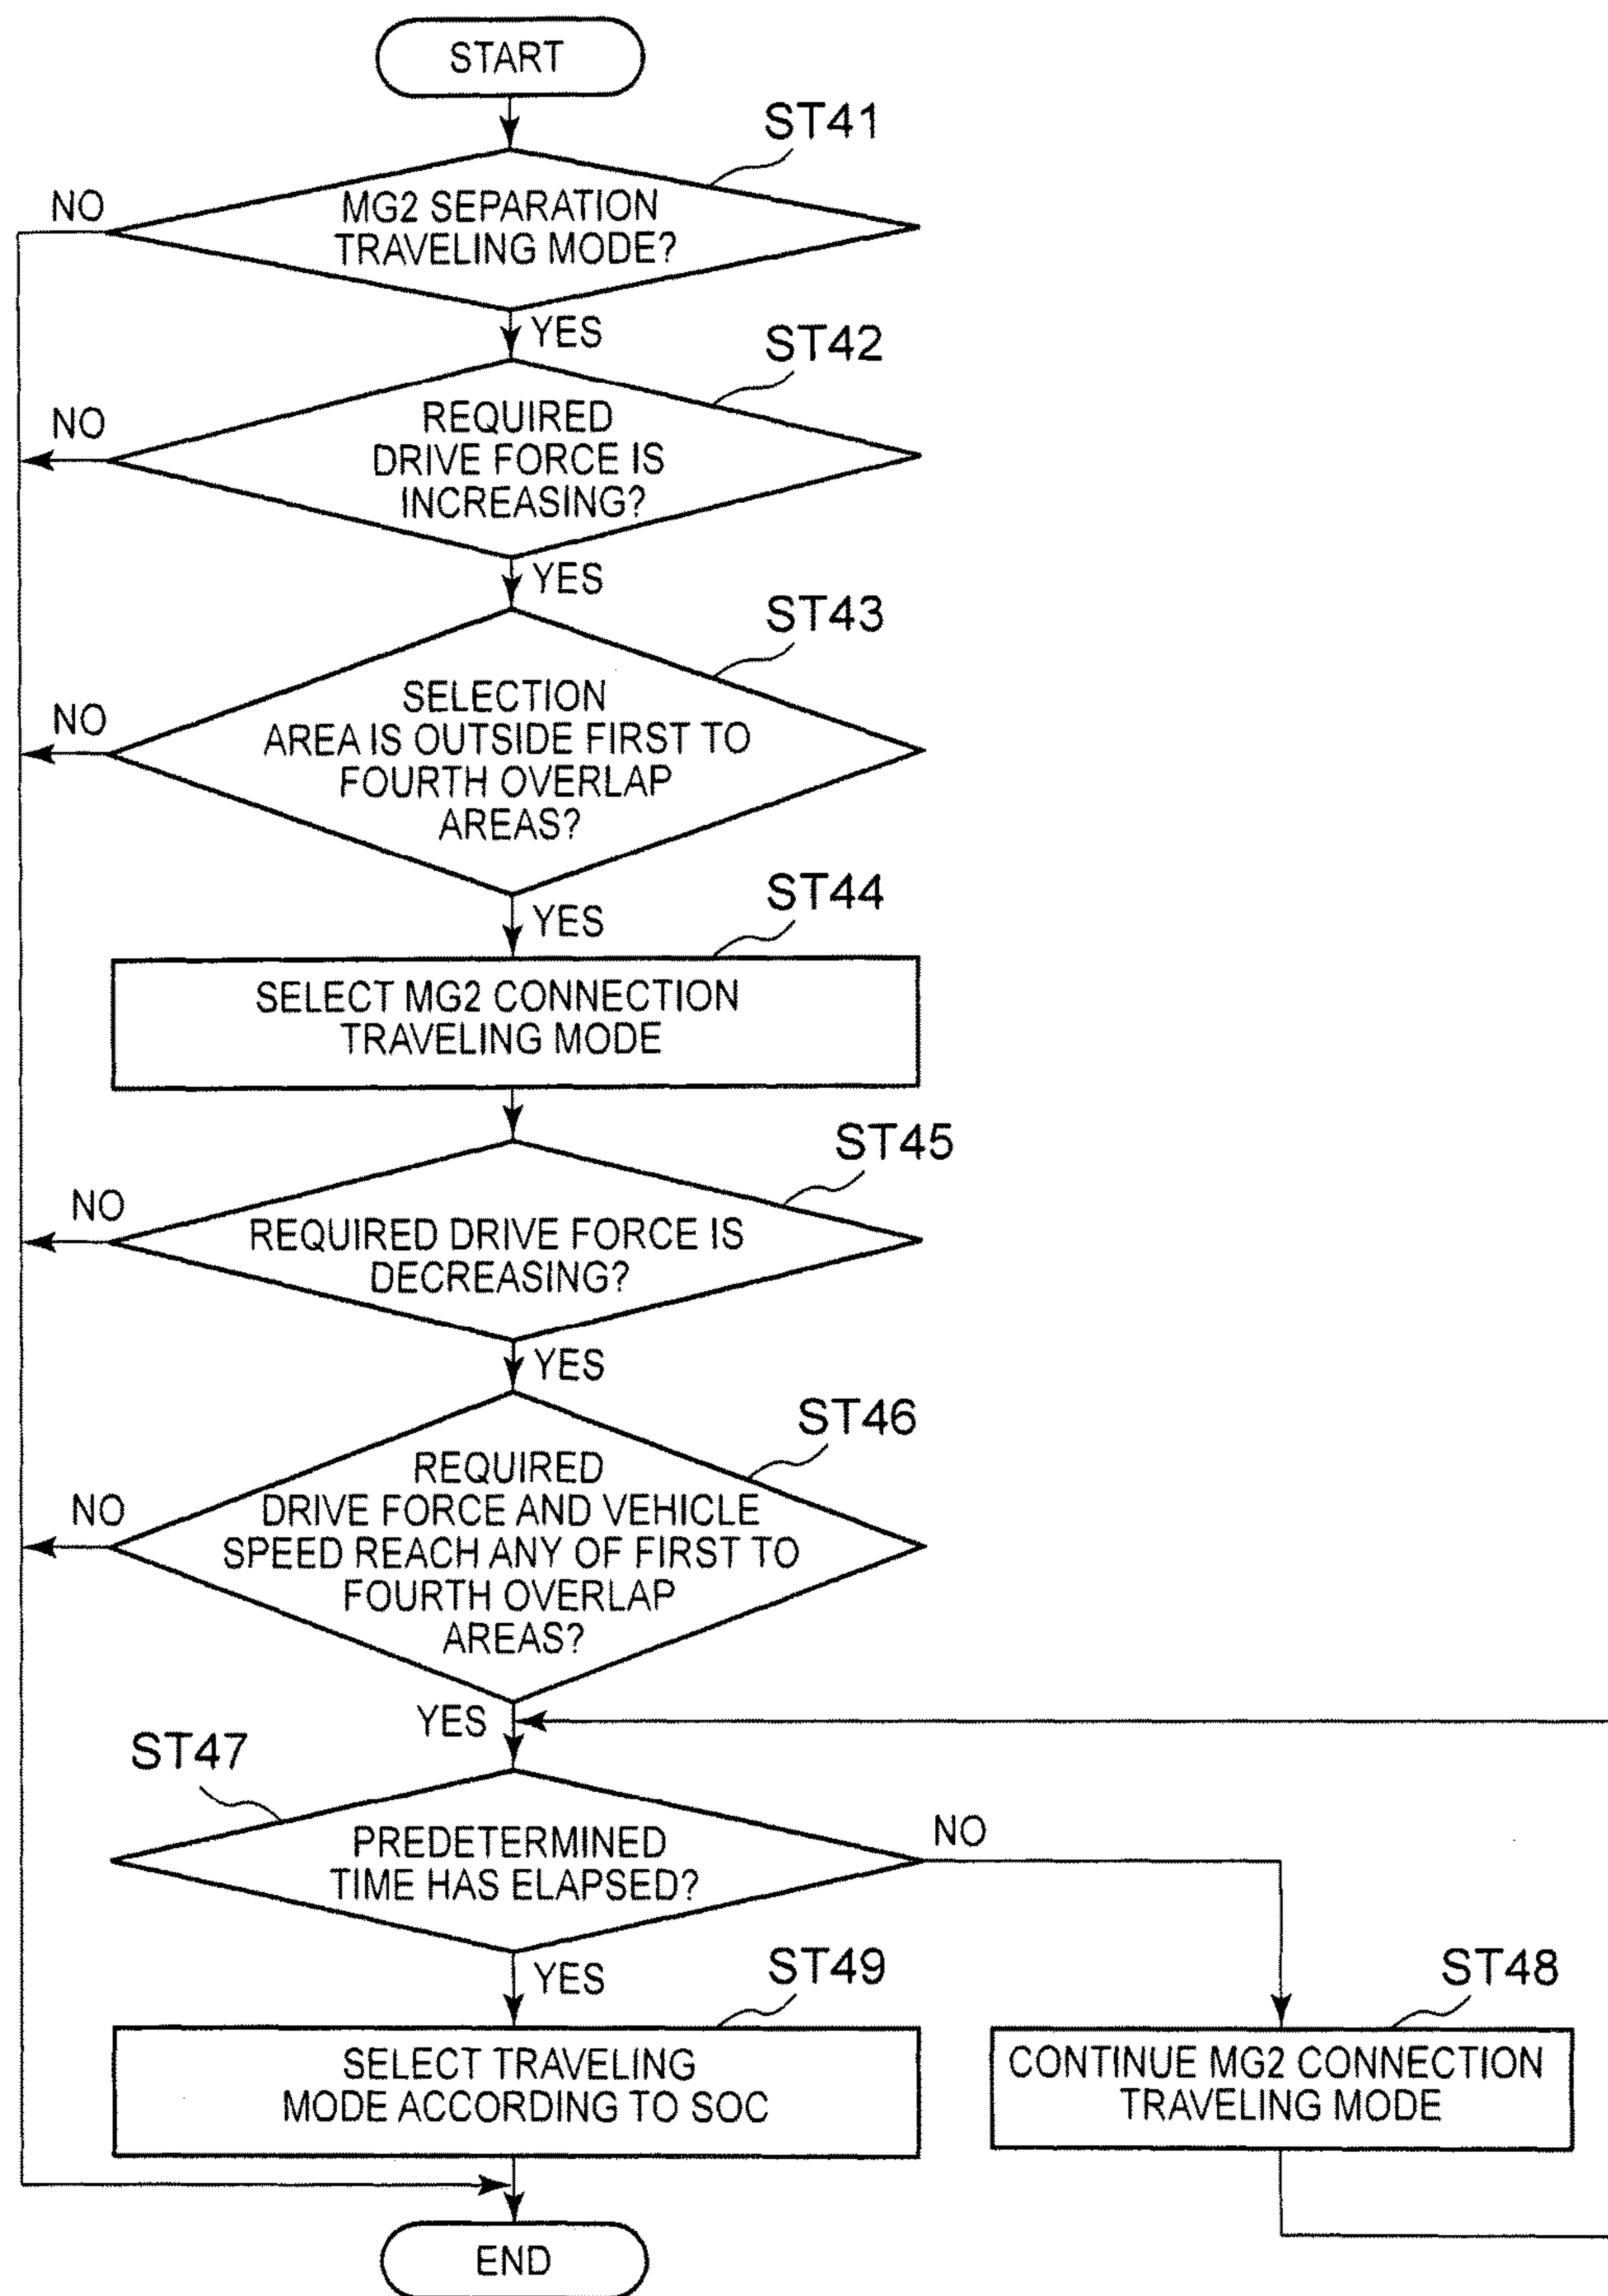 START
ST41
MG2 SEPARATION
TRAVELING MODE?
NO
YES
ST42
REQUIRED
DRIVE FORCE IS
INCREASING?
NO
YES
ST43
SELECTION
AREA IS OUTSIDE FIRST TO
FOURTH OVERLAP
AREAS?
NO
YES
ST44
SELECT MG2 CONNECTION
TRAVELING MODE
ST45
REQUIRED DRIVE FORCE IS
DECREASING?
NO
YES
ST46
REQUIRED
DRIVE FORCE AND VEHICLE
SPEED REACH ANY OF FIRST TO
FOURTH OVERLAP
AREAS?
NO
YES
ST47
PREDETERMINED
TIME HAS ELAPSED?
NO
YES
ST49
SELECT TRAVELING
MODE ACCORDING TO SOC
ST48
CONTINUE MG2 CONNECTION
TRAVELING MODE
END